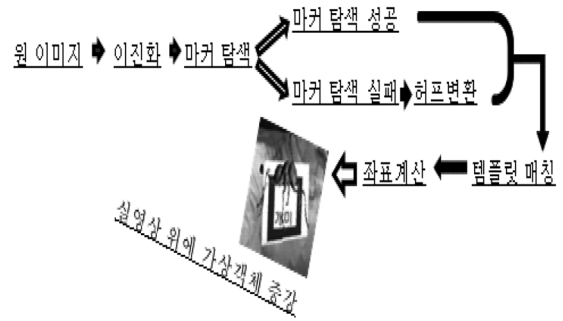 마커 탐색 성공
원 이미지 이진화 마커 탐색
마커 탐색 실패 허프변환
좌표계산 템플릿 매칭
개미
실영상 위에 가상객체 증강